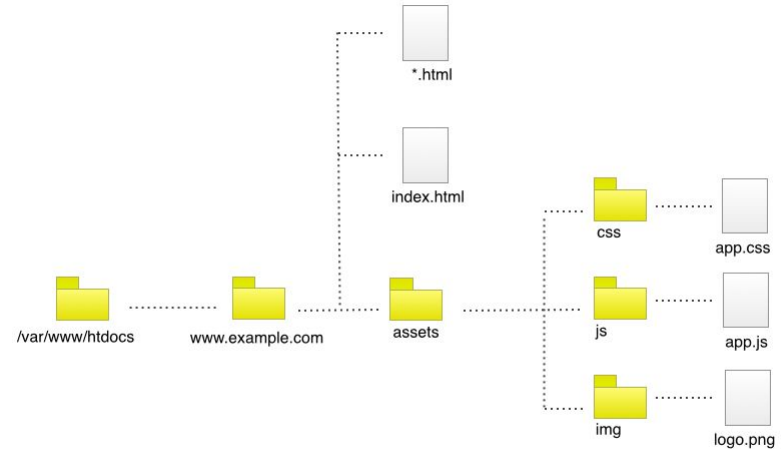 *.html
index.html
css
app.css
/var/www/htdocs
www.example.com
assets
js
app.js
img
logo.png